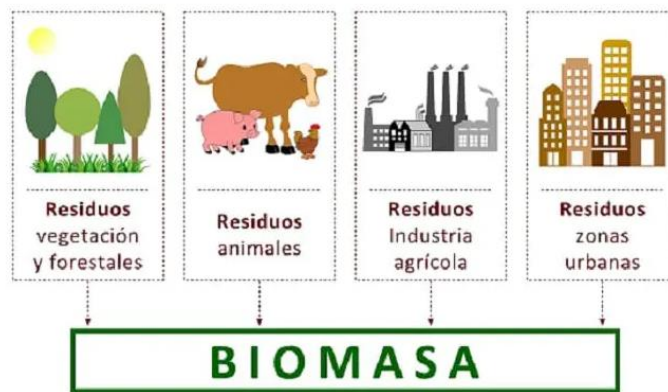 Residuos
vegetación
y forestales
Residuos
animales
Residuos
Industria
agrícola
Residuos
zonas
urbanas
BIOMASA